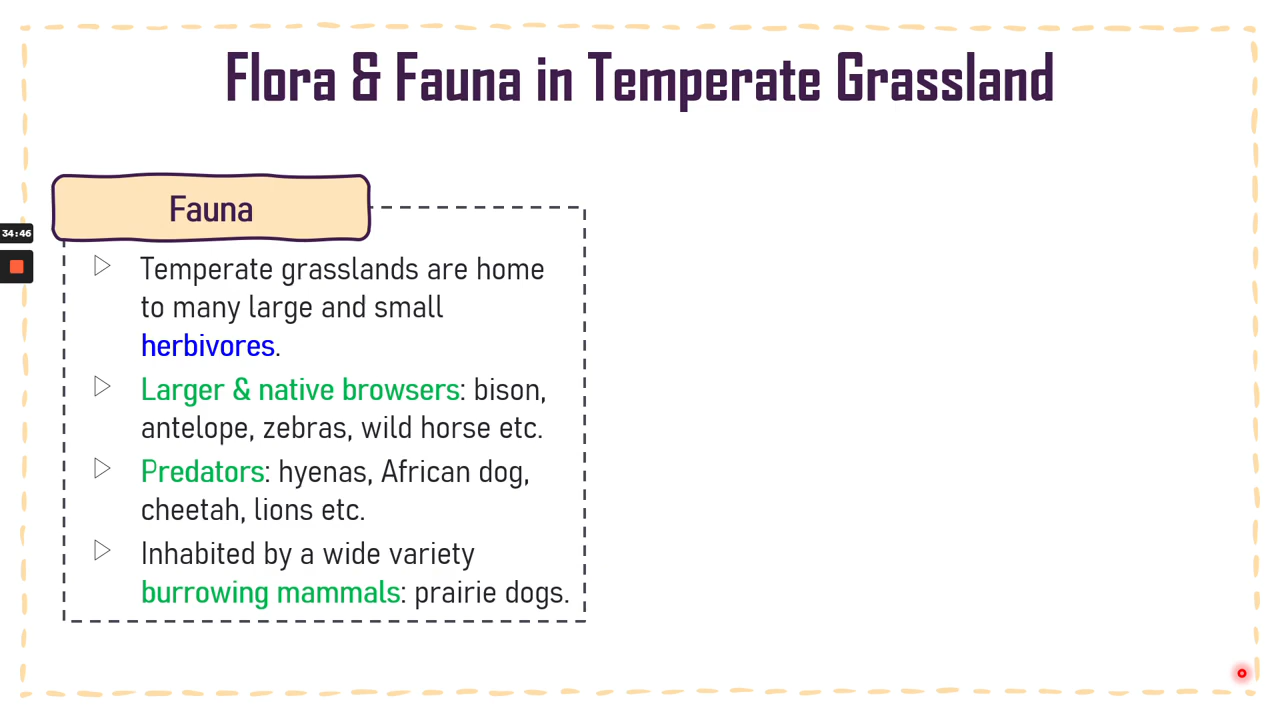 Flora & Fauna in Temperate Grassland
Fauna
34:46
Temperate grasslands are home
to many large and small
herbivores.
Larger & native browsers: bison,
antelope, zebras, wild horse etc.
Predators: hyenas, African dog,
cheetah, lions etc.
Inhabited by a wide variety
burrowing mammals: prairie dogs.